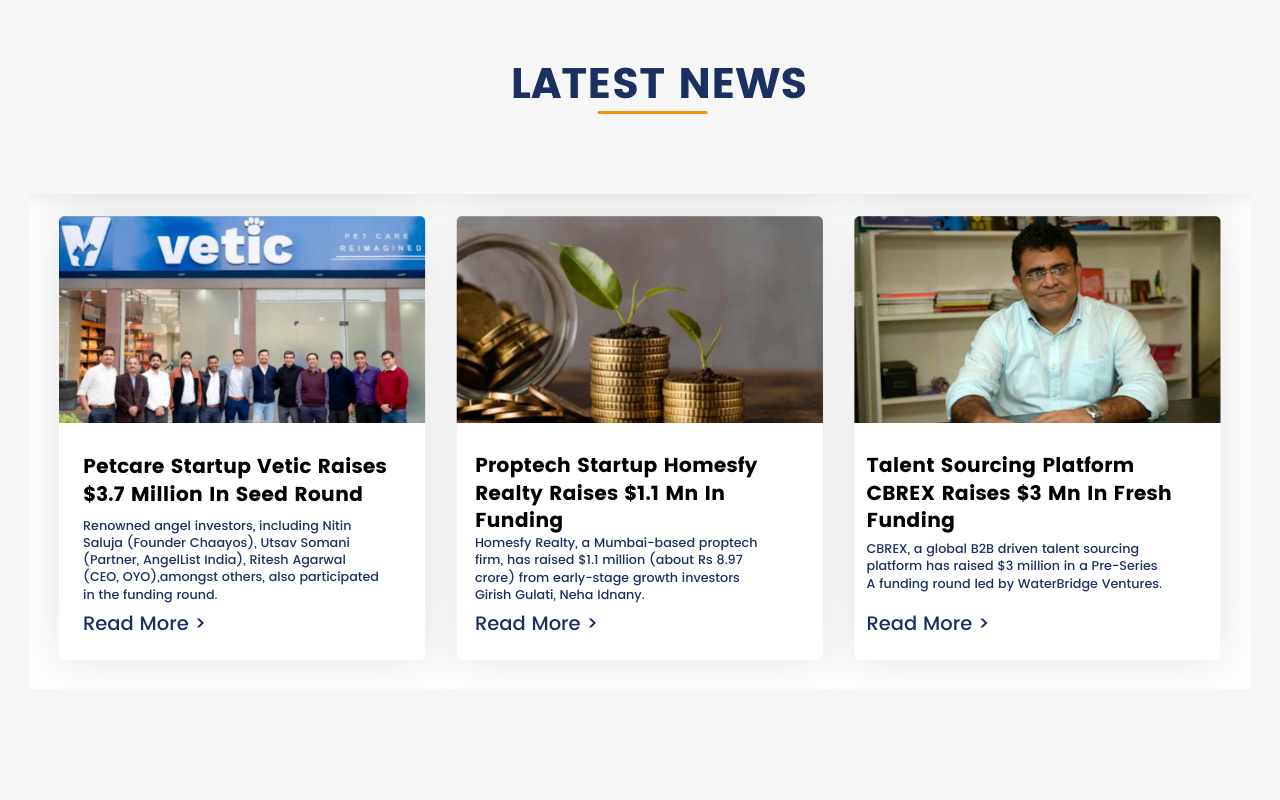 LATEST NEWS
vetic
PET CARE
REIMAGINED
Petcare Startup Vetic Raises
$3.7 Million In Seed Round
Renowned angel investors, including Nitin
Saluja (Founder Chaayos), Utsav Somani
(Partner, AngelList India), Ritesh Agarwal
(CEO, OYO),amongst others, also participated
in the funding round.
Read More >
Proptech Startup Homesfy
Realty Raises $1.1 Mn In
Funding
Homesfy Realty, a Mumbai-based proptech
firm, has raised $1.1 million (about Rs 8.97
crore) from early-stage growth investors
Girish Gulati, Neha Idnany.
Read More >
Talent Sourcing Platform
CBREX Raises $3 Mn In Fresh
Funding
CBREX, a global B2B driven talent sourcing
platform has raised $3 million in a Pre-Series
A funding round led by WaterBridge Ventures.
Read More >